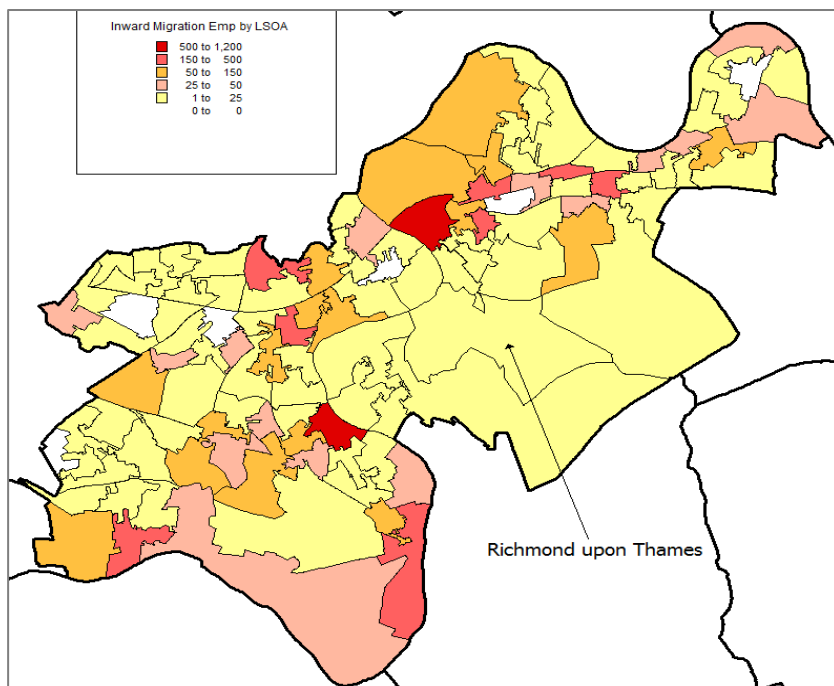 Inward Migration Emp by LSOA
500 to 1,200
150 to 500
50 to 150
25 to 50
1 to 25
0 to 0
Richmond upon Thames